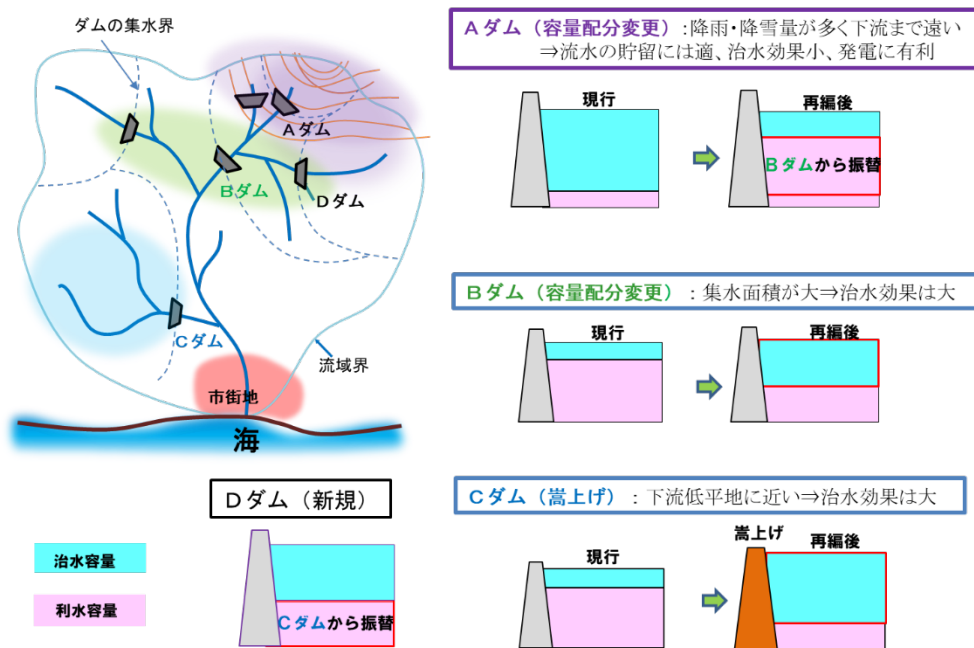 ダムの集水界
Aダム
Bダム
Dダム
Cダム
流域界
市街地
海
Aダム（容量配分変更）：降雨・降雪量が多く下流まで遠い
⇒流水の貯留には適、治水効果小、発電に有利
現行
再編後
Bダムから振替
Bダム（容量配分変更）：集水面積が大⇒治水効果は大
現行
再編後
Cダム（嵩上げ）：下流低平地に近い⇒治水効果は大
現行
嵩上げ
再編後
Dダム（新規）
Cダムから振替
治水容量
利水容量